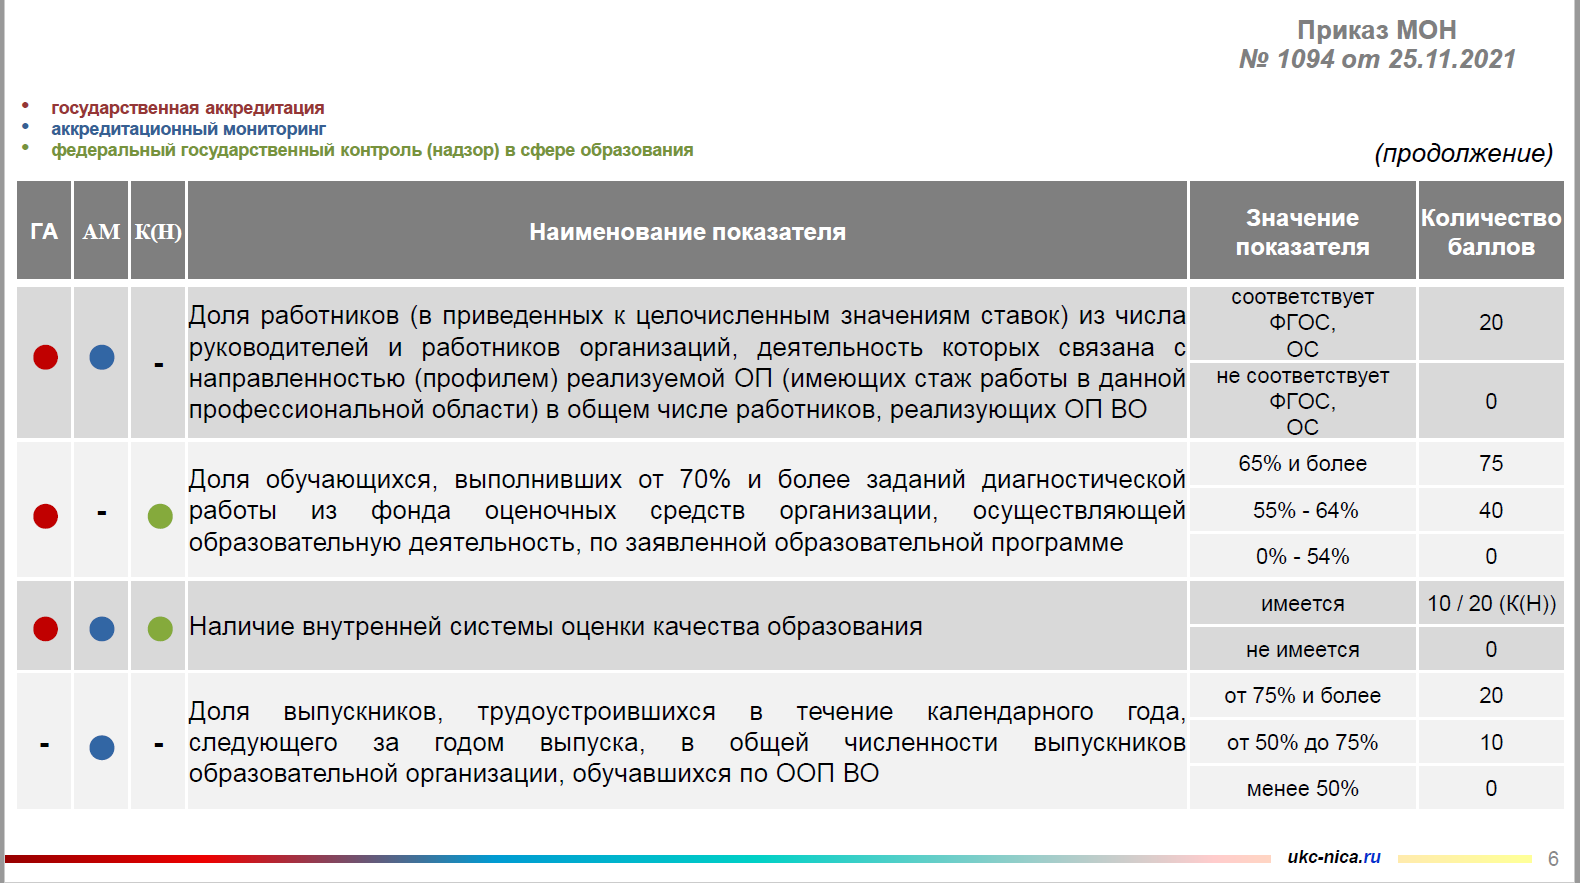 Приказ МОН
№ 1094 от 25.11.2021
• государственная аккредитация
• аккредитационный мониторинг
• федеральный государственный контроль (надзор) в сфере образования
(продолжение)
ГА АМ К(Н) Наименование показателя
Значение
показателя
Количество
баллов
-
Доля работников (в приведенных к целочисленным значениям ставок) из числа
руководителей и работников организаций, деятельность которых связана с
направленностью (профилем) реализуемой ОП (имеющих стаж работы в данной
профессиональной области) в общем числе работников, реализующих ОП ВО
соответствует
ФГОС,
ОС
20
не соответствует
ФГОС,
ОС
0
-
Доля обучающихся, выполнивших от 70% и более заданий диагностической
работы из фонда оценочных средств организации, осуществляющей
образовательную деятельность, по заявленной образовательной программе
65% и более 75
55% - 64% 40
0% - 54% 0
Наличие внутренней системы оценки качества образования
имеется 10 / 20 (К(Н))
не имеется 0
- -
Доля выпускников, трудоустроившихся в течение календарного года,
следующего за годом выпуска, в общей численности выпускников
образовательной организации, обучавшихся по ООП ВО
от 75% и более 20
от 50% до 75% 10
менее 50% 0
ukc-nica.ru 6